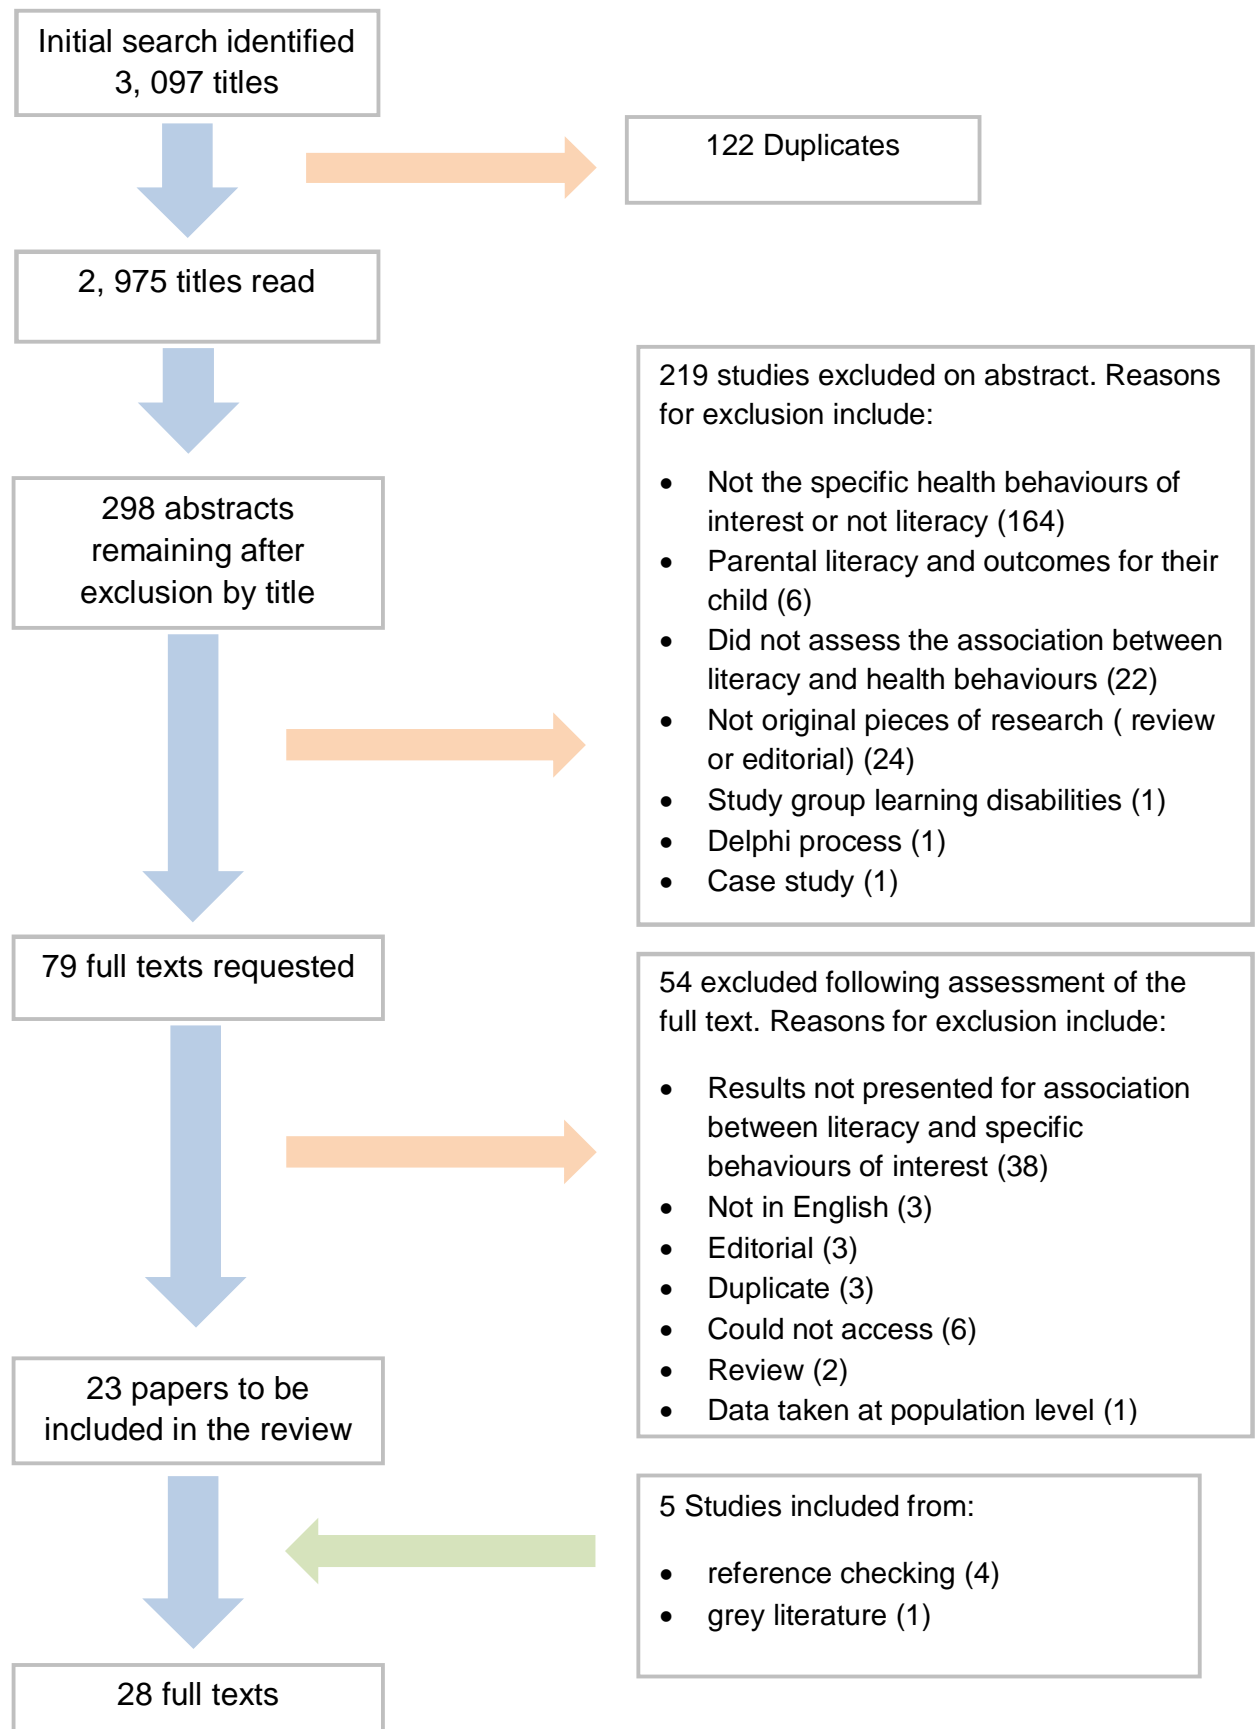 Initial search identified
3, 097 titles
122 Duplicates
2, 975 titles read
219 studies excluded on abstract. Reasons
for exclusion include:
• Not the specific health behaviours of
interest or not literacy (164)
• Parental literacy and outcomes for their
child (6)
• Did not assess the association between
literacy and health behaviours (22)
• Not original pieces of research ( review
or editorial) (24)
• Study group learning disabilities (1)
• Delphi process (1)
• Case study (1)
298 abstracts
remaining after
exclusion by title
79 full texts requested
54 excluded following assessment of the
full text. Reasons for exclusion include:
• Results not presented for association
between literacy and specific
behaviours of interest (38)
• Not in English (3)
• Editorial (3)
• Duplicate (3)
• Could not access (6)
• Review (2)
• Data taken at population level (1)
23 papers to be
included in the review
5 Studies included from:
• reference checking (4)
• grey literature (1)
28 full texts